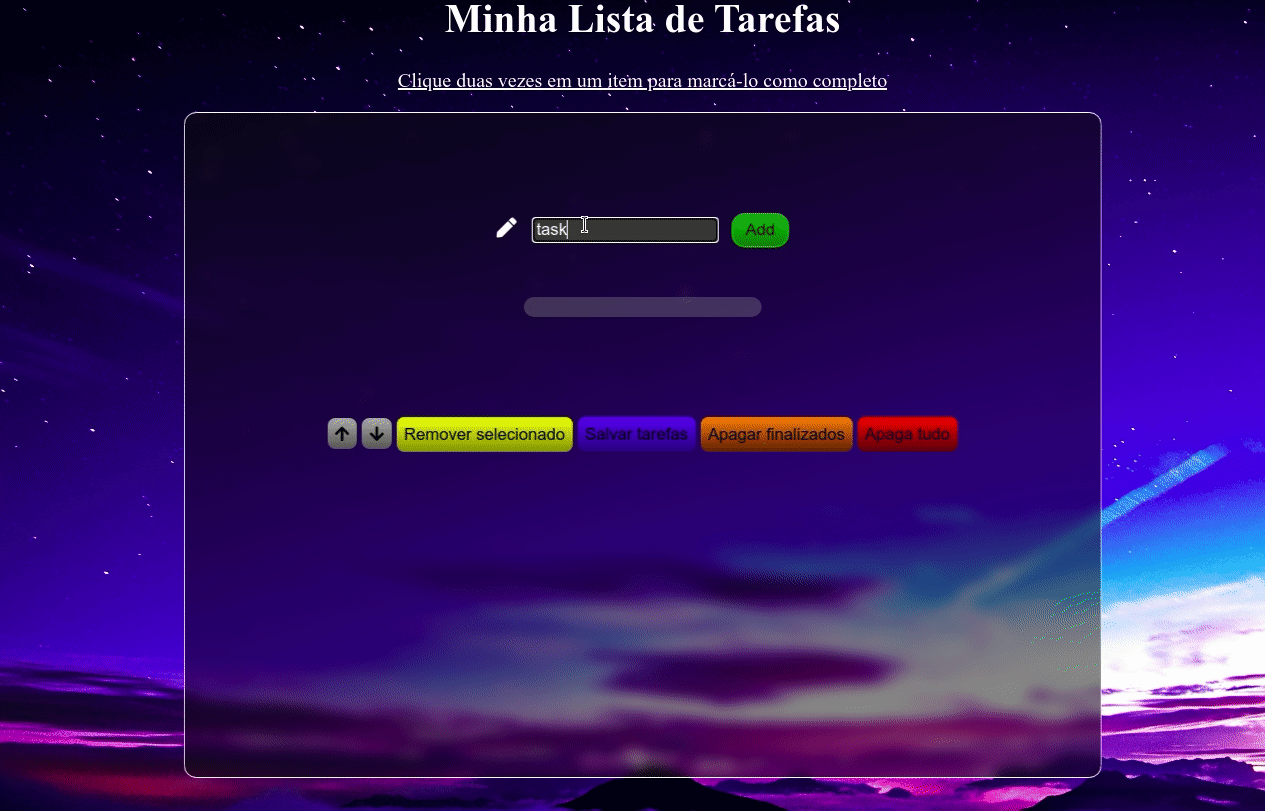 Minha Lista de Tarefas
Clique duas vezes em um item para marcá-lo como completo
task Add
Remover selecionado Salvar tarefas Apagar finalizados Apaga tudo